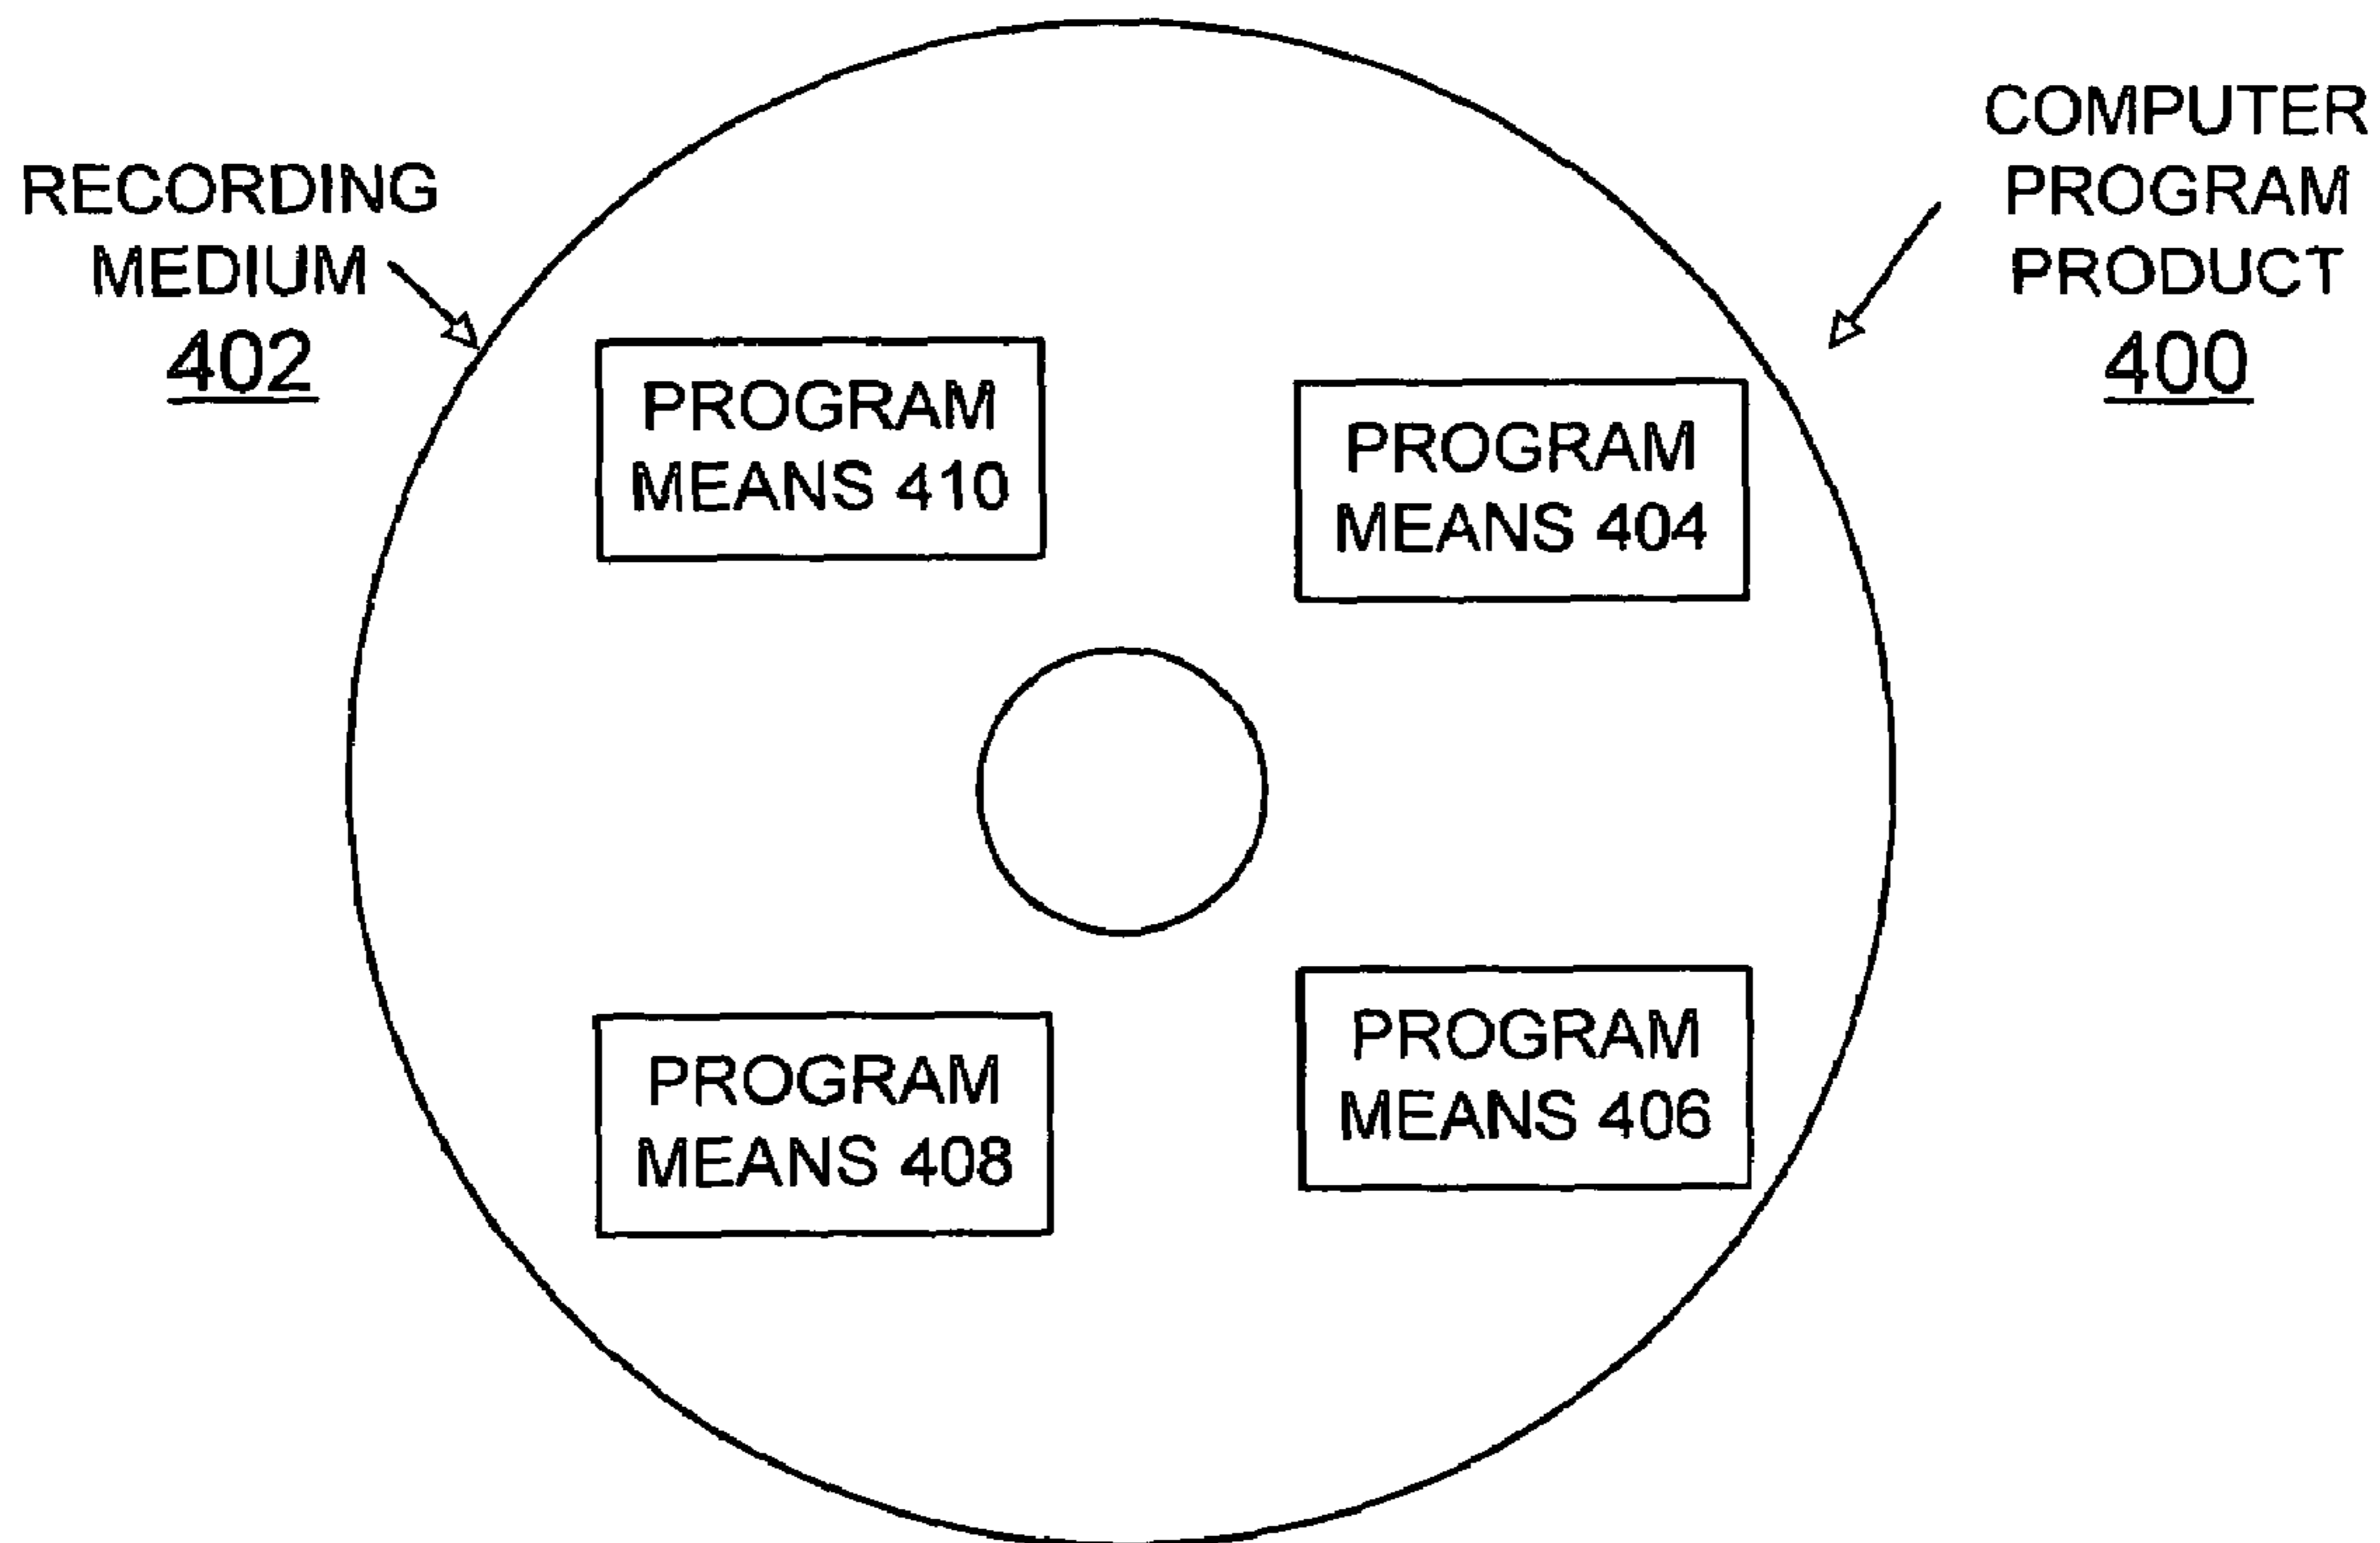 RECORDING
MEDIUM
402
COMPUTER
PROGRAM
PRODUCT
400
PROGRAM
MEANS 410
PROGRAM
MEANS 404
PROGRAM
MEANS 408
PROGRAM
MEANS 406